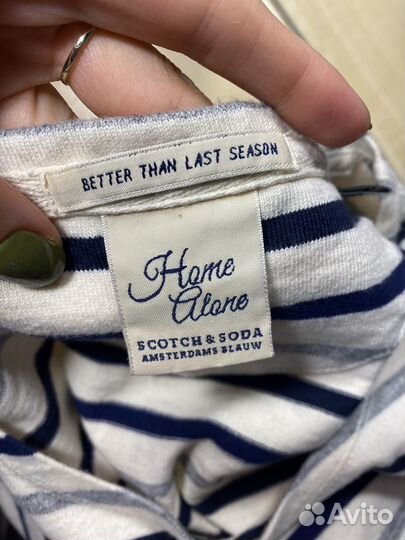 BETTER THAN LAST SEASON
Home
Alone
SCOTCH & SODA
AMSTERDAMS BLAUW
Avito